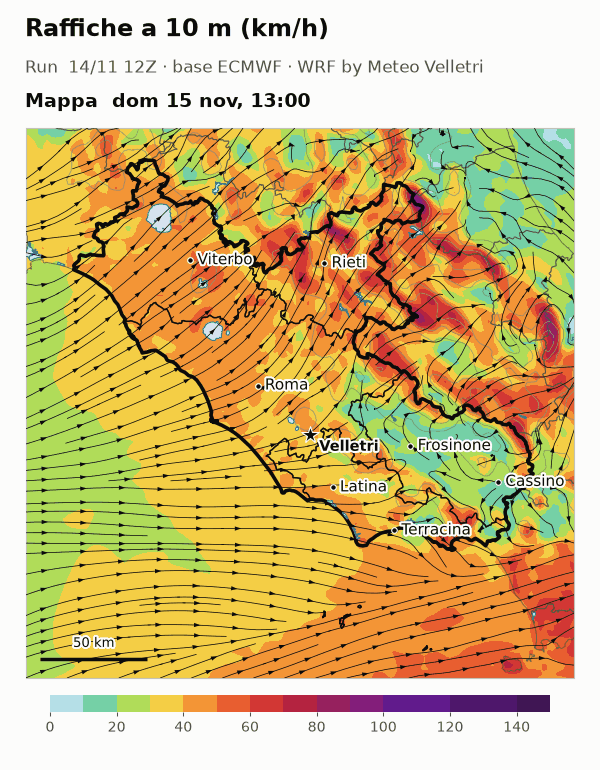 Raffiche a 10 m (km/h)
Run 14/11 12Z · base ECMWF · WRF by Meteo Velletri
Mappa dom 15 nov, 13:00
Viterbo
Rieti
Roma
Velletri
Frosinone
Cassino
Latina
Terracina
50 km
0 20 40 60 80 100 120 140